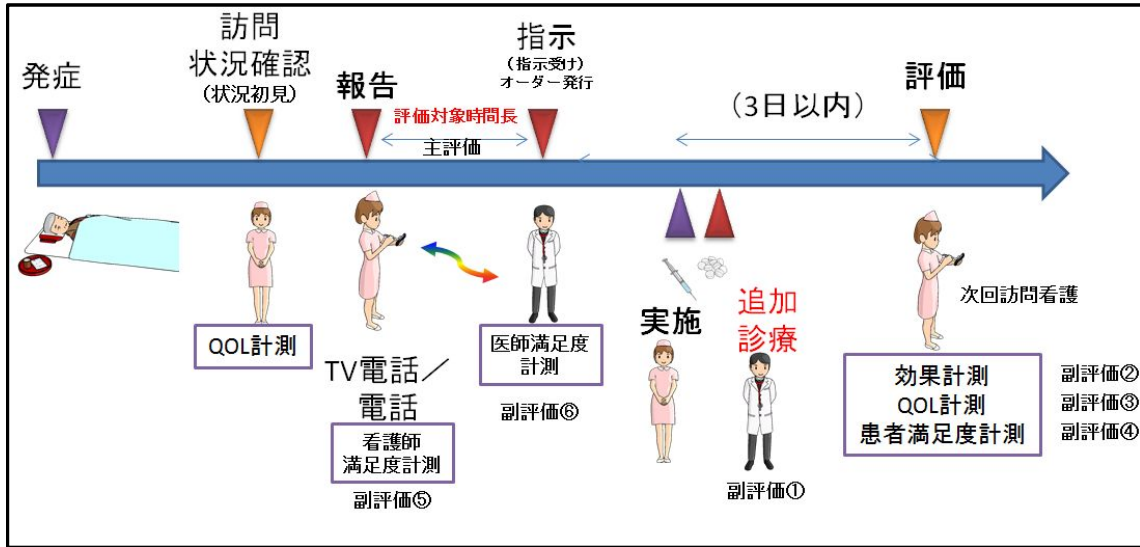 発症
訪問
状況確認
(状況初見)
報告
評価対象時間長
主評価
指示
(指示受け)
オーダー発行
(3日以内)
評価
QOL計測
TV電話／
電話
看護師
満足度計測
副評価⑤
医師満足度
計測
副評価⑥
実施
追加
診療
副評価①
次回訪問看護
効果計測
QOL計測
患者満足度計測
副評価②
副評価③
副評価④